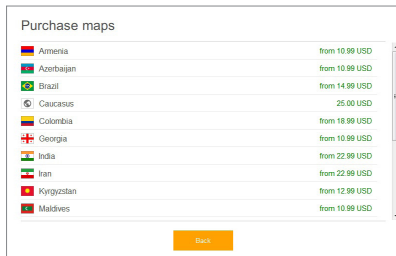 Purchase maps
Armenia from 10.99 USD
Azerbaijan from 10.99 USD
Brazil from 14.99 USD
Caucasus 25.00 USD
Colombia from 18.99 USD
Georgia from 10.99 USD
India from 22.99 USD
Iran from 22.99 USD
Kyrgyzstan from 12.99 USD
Maldives from 10.99 USD
Back